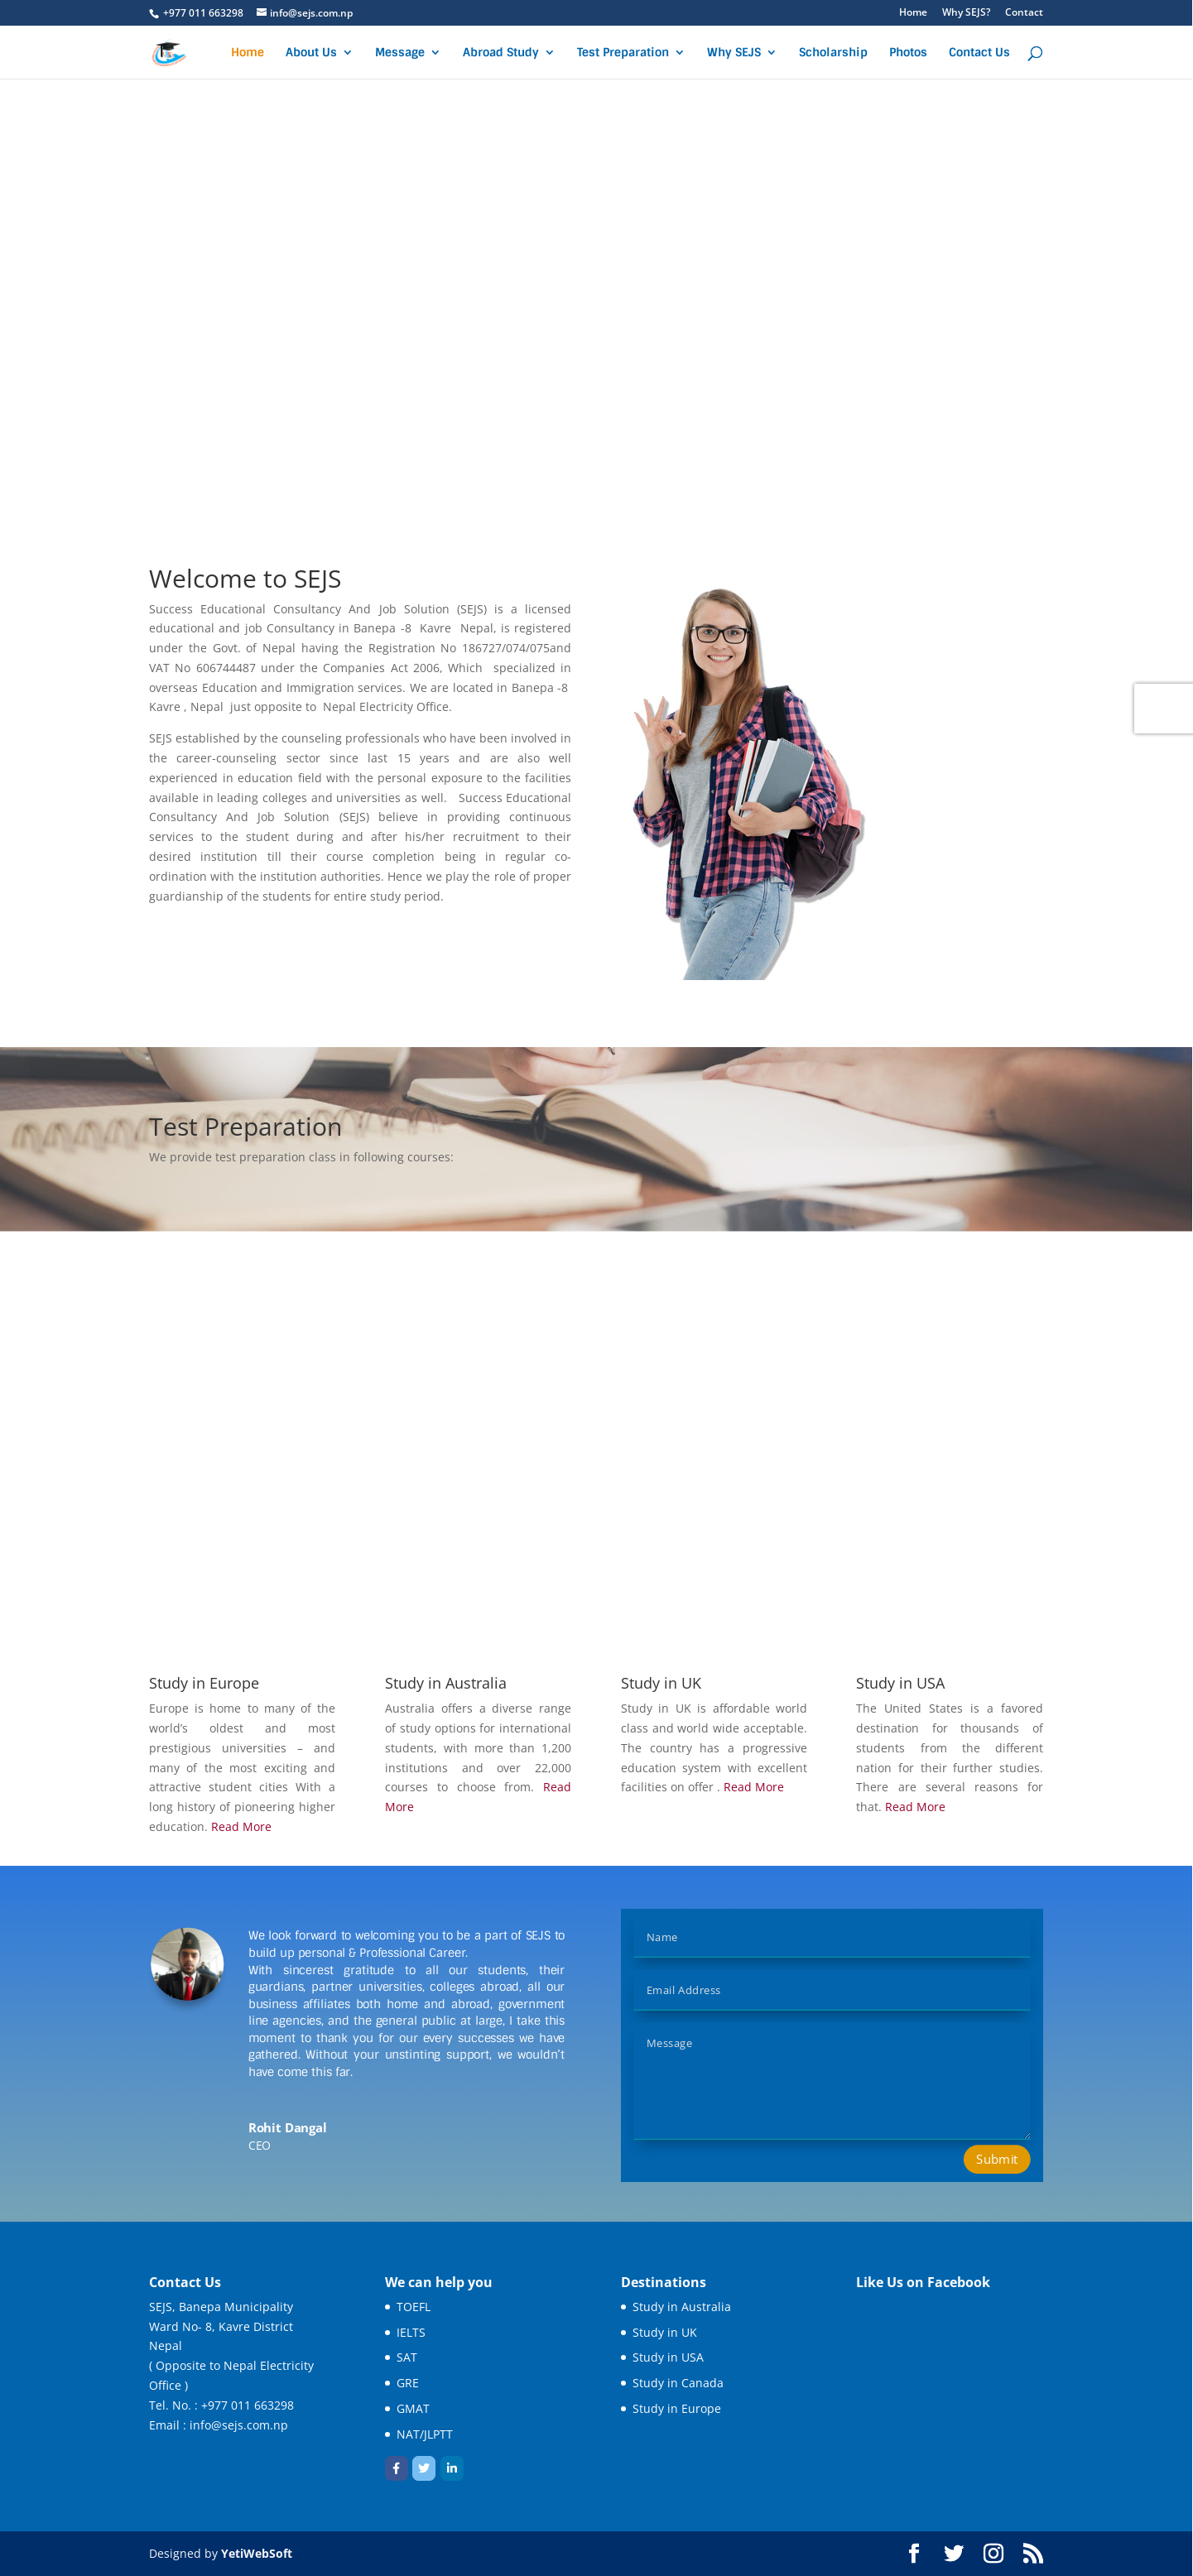 +977 011 663298 info@sejs.com.np Home Why SEJS? Contact
Home About Us Message Abroad Study Test Preparation Why SEJS Scholarship Photos Contact Us
Welcome to SEJS
Success Educational Consultancy And Job Solution (SEJS) is a licensed
educational and job Consultancy in Banepa -8 Kavre Nepal, is registered
under the Govt. of Nepal having the Registration No 186727/074/075and
VAT No 606744487 under the Companies Act 2006, Which specialized in
overseas Education and Immigration services. We are located in Banepa -8
Kavre , Nepal just opposite to Nepal Electricity Office.
SEJS established by the counseling professionals who have been involved in
the career-counseling sector since last 15 years and are also well
experienced in education field with the personal exposure to the facilities
available in leading colleges and universities as well. Success Educational
Consultancy And Job Solution (SEJS) believe in providing continuous
services to the student during and after his/her recruitment to their
desired institution till their course completion being in regular co-
ordination with the institution authorities. Hence we play the role of proper
guardianship of the students for entire study period.
Test Preparation
We provide test preparation class in following courses:
Study in Europe
Europe is home to many of the
world's oldest and most
prestigious universities – and
many of the most exciting and
attractive student cities With a
long history of pioneering higher
education. Read More
Study in Australia
Australia offers a diverse range
of study options for international
students, with more than 1,200
institutions and over 22,000
courses to choose from. Read
More
Study in UK
Study in UK is affordable world
class and world wide acceptable.
The country has a progressive
education system with excellent
facilities on offer . Read More
Study in USA
The United States is a favored
destination for thousands of
students from the different
nation for their further studies.
There are several reasons for
that. Read More
We look forward to welcoming you to be a part of SEJS to
build up personal & Professional Career.
With sincerest gratitude to all our students, their
guardians, partner universities, colleges abroad, all our
business affiliates both home and abroad, government
line agencies, and the general public at large, I take this
moment to thank you for our every successes we have
gathered. Without your unstinting support, we wouldn't
have come this far.
Rohit Dangal
CEO
Name
Email Address
Message
Submit
Contact Us
SEJS, Banepa Municipality
Ward No- 8, Kavre District
Nepal
( Opposite to Nepal Electricity
Office )
Tel. No. : +977 011 663298
Email : info@sejs.com.np
We can help you
TOEFL
IELTS
SAT
GRE
GMAT
NAT/JLPTT
Destinations
Study in Australia
Study in UK
Study in USA
Study in Canada
Study in Europe
Like Us on Facebook
Designed by YetiWebSoft